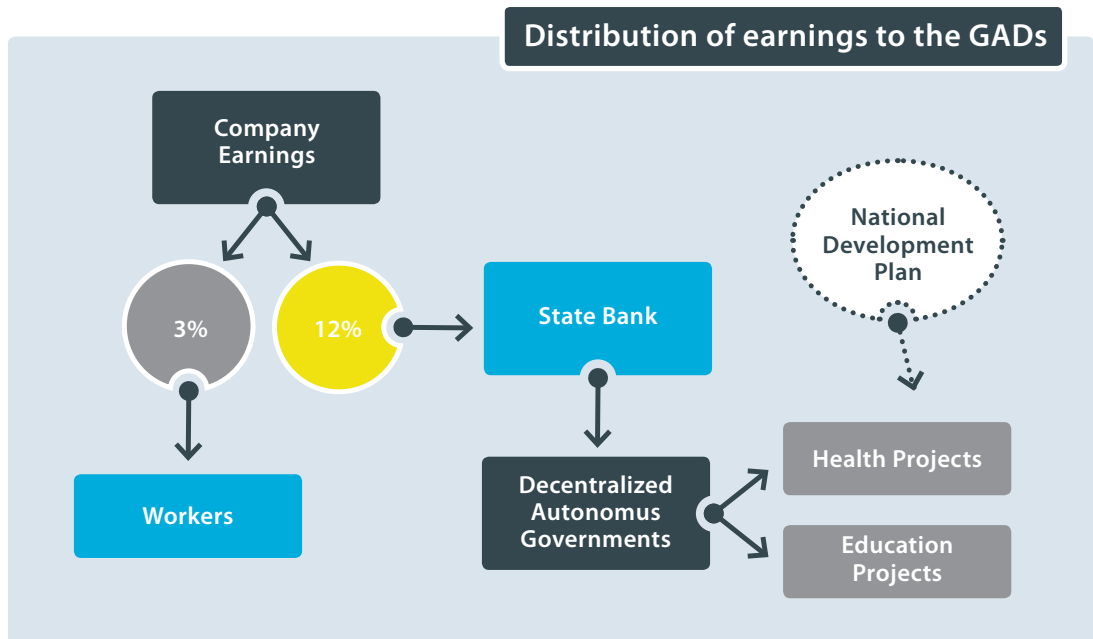 Distribution of earnings to the GADs
Company
Earnings
National
Development
Plan
3%
12%
State Bank
Workers
Decentralized
Autonomus
Governments
Health Projects
Education
Projects